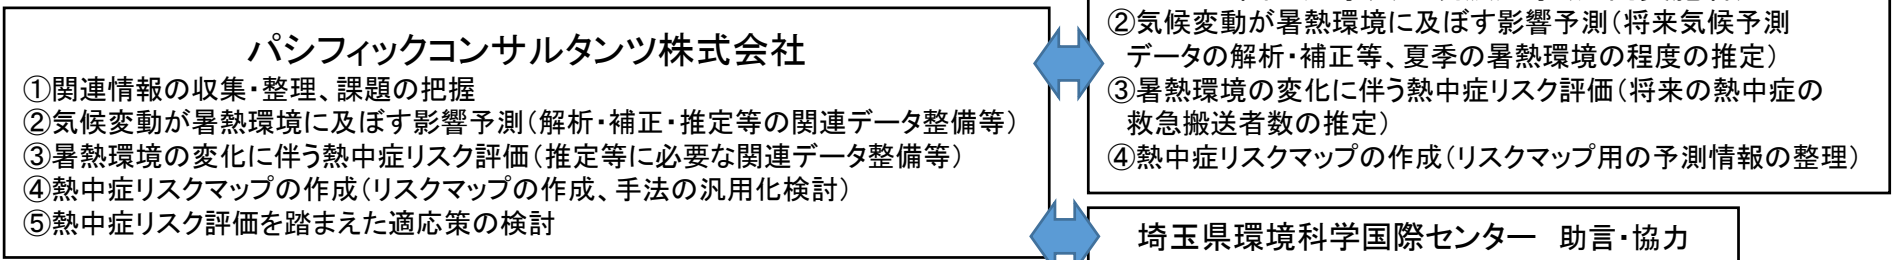 パシフィックコンサルタンツ株式会社
①関連情報の収集・整理、課題の把握
②気候変動が暑熱環境に及ぼす影響予測(解析・補正・推定等の関連データ整備等)
③暑熱環境の変化に伴う熱中症リスク評価(推定等に必要な関連データ整備等)
④熱中症リスクマップの作成(リスクマップの作成、手法の汎用化検討)
⑤熱中症リスク評価を踏まえた適応策の検討
②気候変動が暑熱環境に及ぼす影響予測(将来気候予測
データの解析・補正等、夏季の暑熱環境の程度の推定)
③暑熱環境の変化に伴う熱中症リスク評価(将来の熱中症の
救急搬送者数の推定)
④熱中症リスクマップの作成(リスクマップ用の予測情報の整理)
埼玉県環境科学国際センター 助言・協力